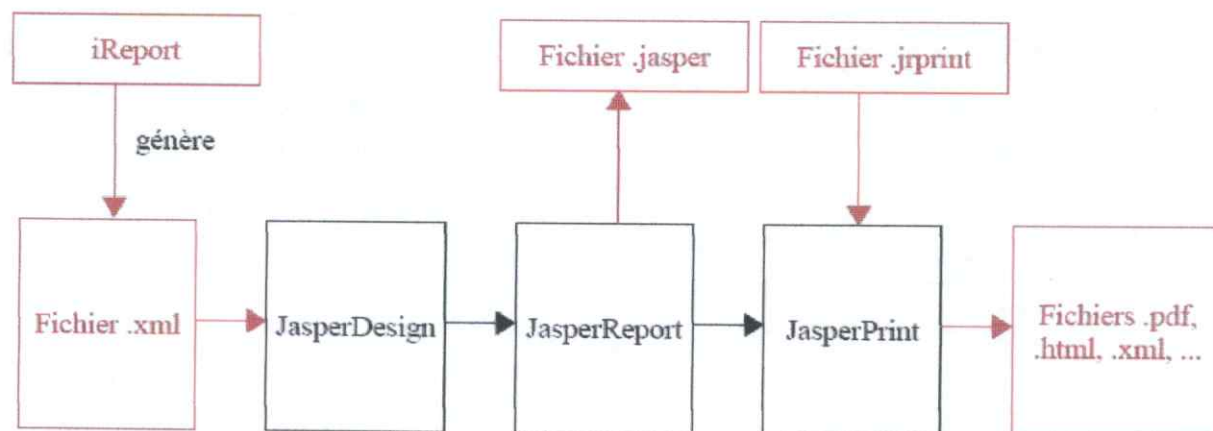 iReport
Fichier .jasper
Fichier .jrprint
génère
Fichier .xml
JasperDesign
JasperReport
JasperPrint
Fichiers .pdf,
.html, .xml, ...